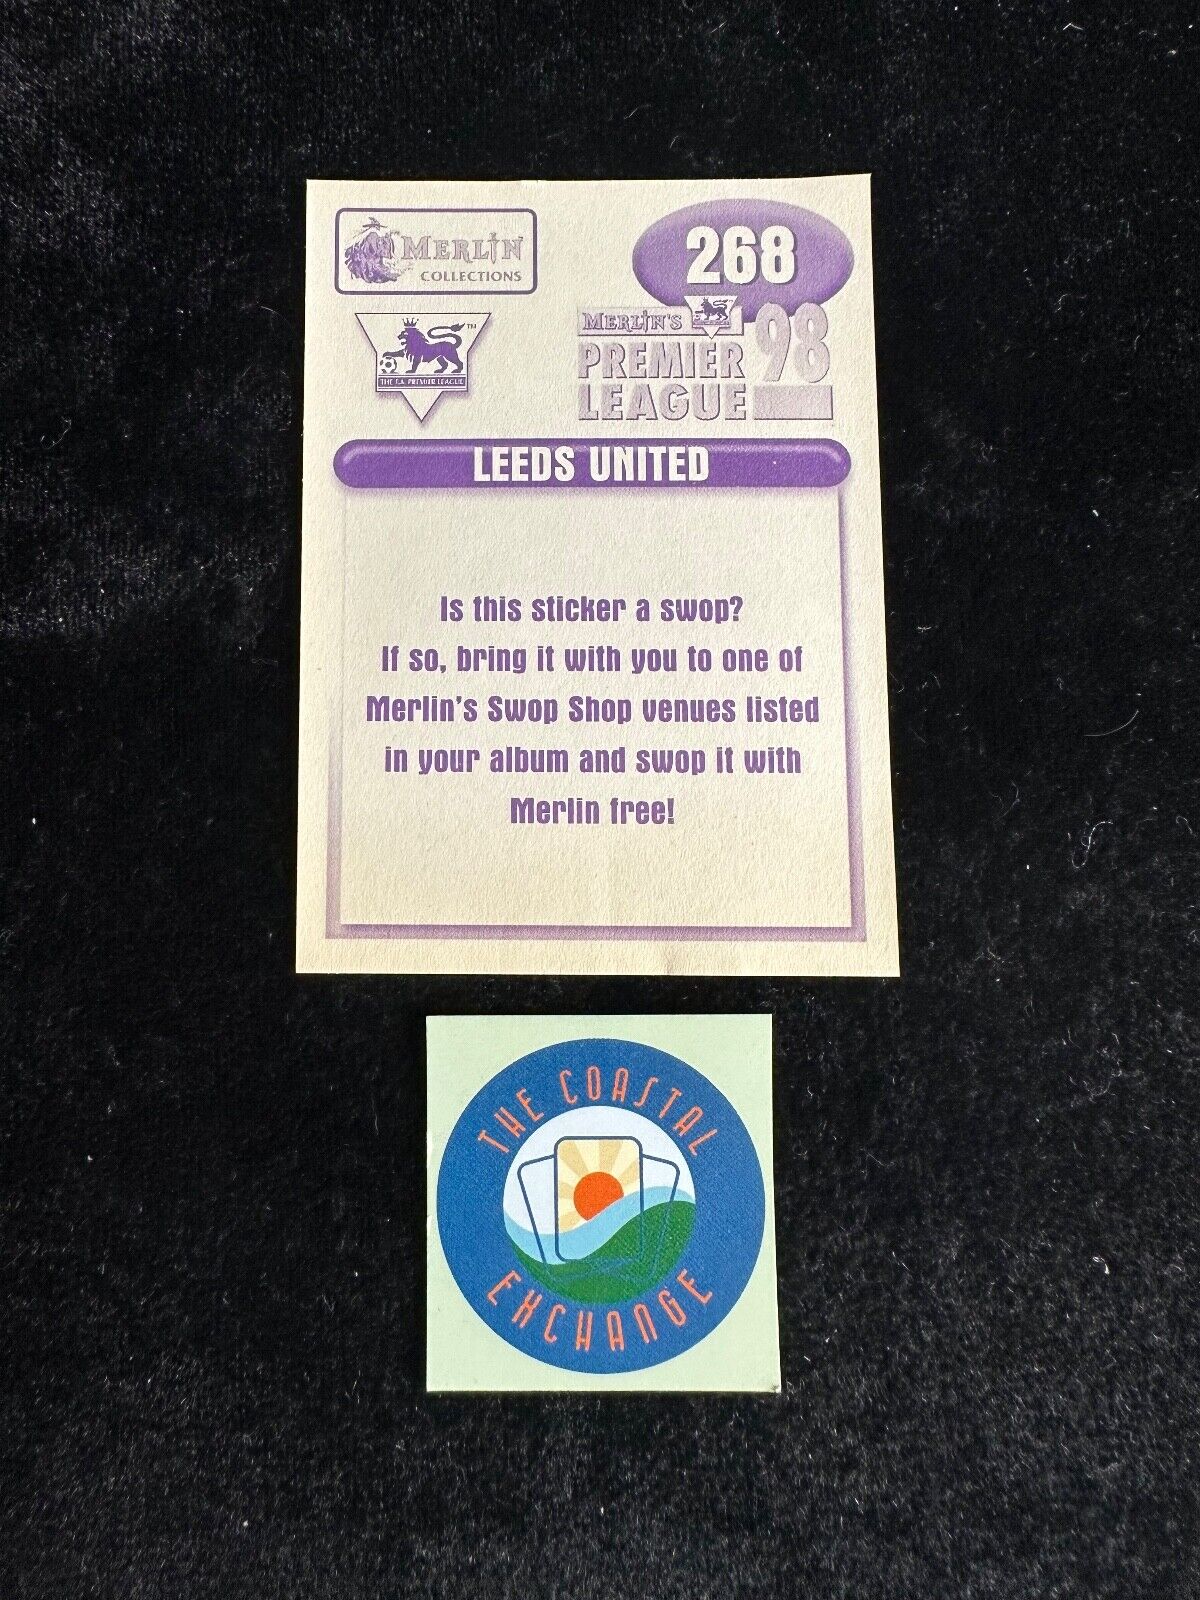 MERLIN
COLLECTIONS
268
THE F.A. PREMIER LEAGUE
TM
MERLIN'S
PREMIER
LEAGUE
98
LEEDS UNITED
Is this sticker a swop?
If so, bring it with you to one of
Merlin's Swop Shop venues listed
in your album and swop it with
Merlin free!
THE COASTAL
EXCHANGE